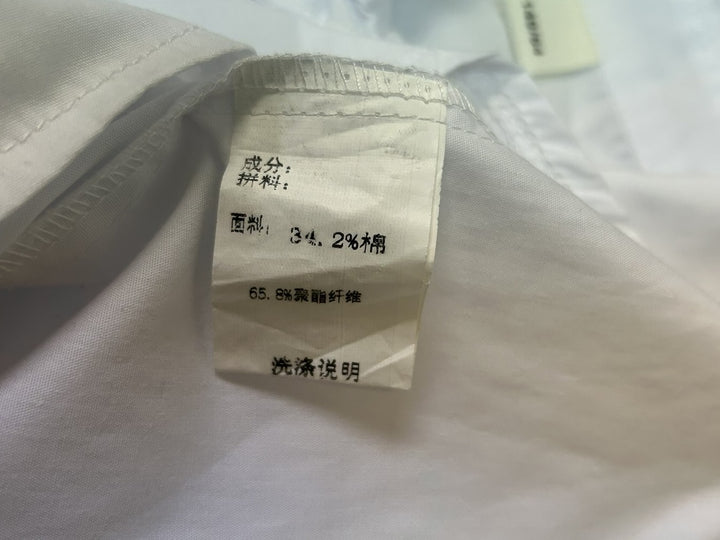 成分:
拼料:
面料: 34.2%棉
65.8%聚酯纤维
洗涤说明